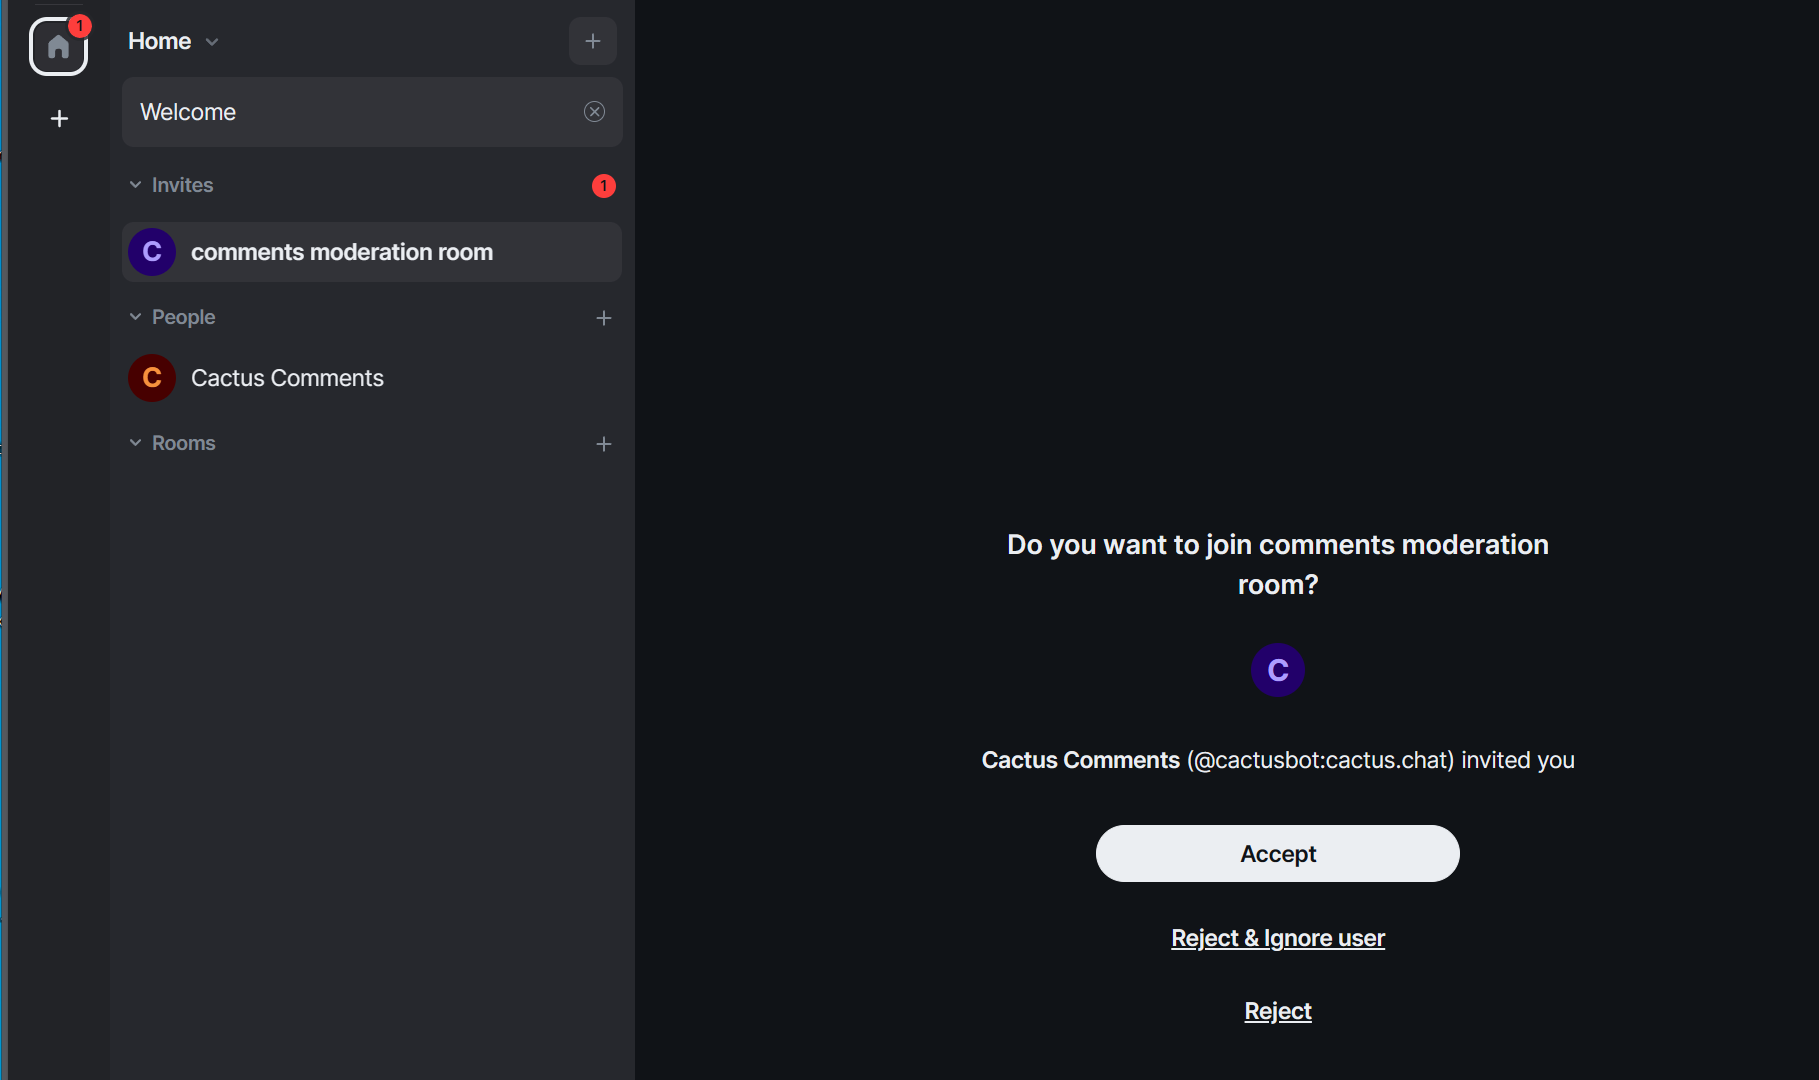 1
Home
Welcome
Invites
1
C
comments moderation room
People
C
Cactus Comments
Rooms
Do you want to join comments moderation
room?
C
Cactus Comments (@cactusbot:cactus.chat) invited you
Accept
Reject & Ignore user
Reject